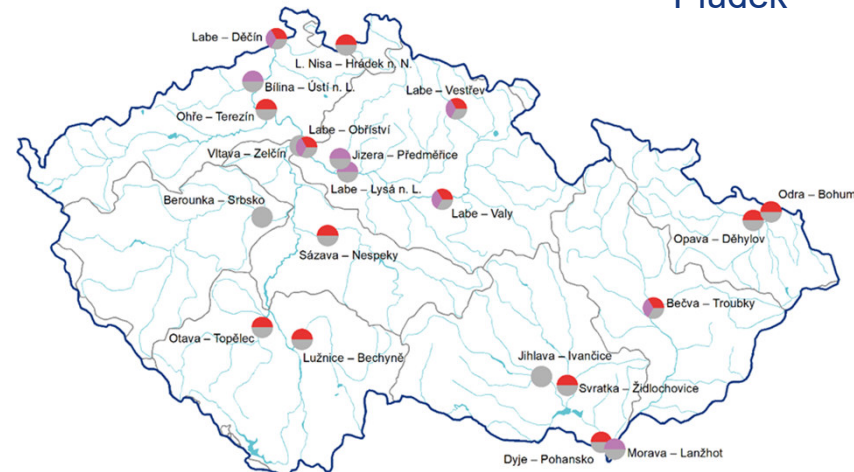 Labe – Děčín
L. Nisa – Hrádek n. N.
Bílina – Ústí n. L.
Labe – Vestřev
Ohře – Terezín
Labe – Obříství
Vltava – Zelčín
Jizera – Předměřice
Labe – Lysá n. L.
Berounka – Srbsko
Labe – Valy
Odra – Bohum
Opava – Děhylov
Sázava – Nespeky
Bečva – Troubky
Otava – Topělec
Lužnice – Bechyně
Jihlava – Ivančice
Svratka – Židlochovice
Dyje – Pohansko
Morava – Lanžhot